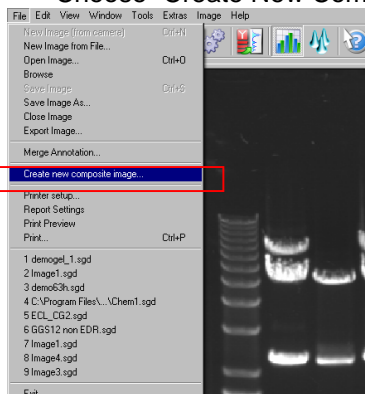 Choose "Create New Com
File Edit View Window Tools Extras Image Help
New Image (from camera) Ctrl+N
New Image from File...
Open Image... Ctrl+O
Browse
Save Image Ctrl+S
Save Image As...
Close Image
Export Image...
Merge Annotation...
Create new composite image...
Printer setup...
Report Settings
Print Preview
Print... Ctrl+P
1 demogel_1.sgd
2 Image1.sgd
3 demo63h.sgd
4 C:\Program Files\...\Chem1.sgd
5 ECL_CG2.sgd
6 GGS12 non EDR.sgd
7 Image1.sgd
8 Image4.sgd
9 Image3.sgd
Exit